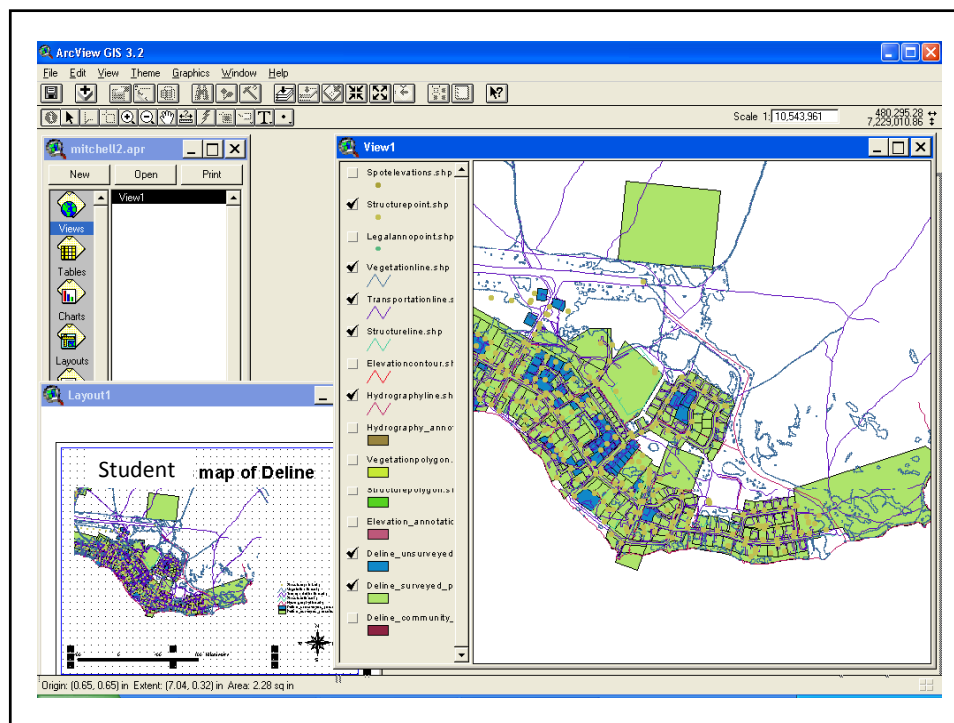 ArcView GIS 3.2
File Edit View Theme Graphics Window Help
Scale 1: 10,543,961
480,295.28
7,229,010.86
mitchell2.apr
New Open Print
Views
Tables
Charts
Layouts
View1
View1
Spotelevations.shp
Structurepoint.shp
Legalannopoint.shp
Vegetationline.shp
Transportationline.s
Structureline.shp
Elevationcontour.sh
Hydrographyline.shp
Hydrography_anno
Vegetationpolygon.
Structurepolygon.sh
Elevation_annotatio
Deline_unsurveyed
Deline_surveyed_p
Deline_community_
Layout1
Student map of Deline
N
S
Origin: (0.65, 0.65) in Extent: (7.04, 0.32) in Area: 2.28 sq in